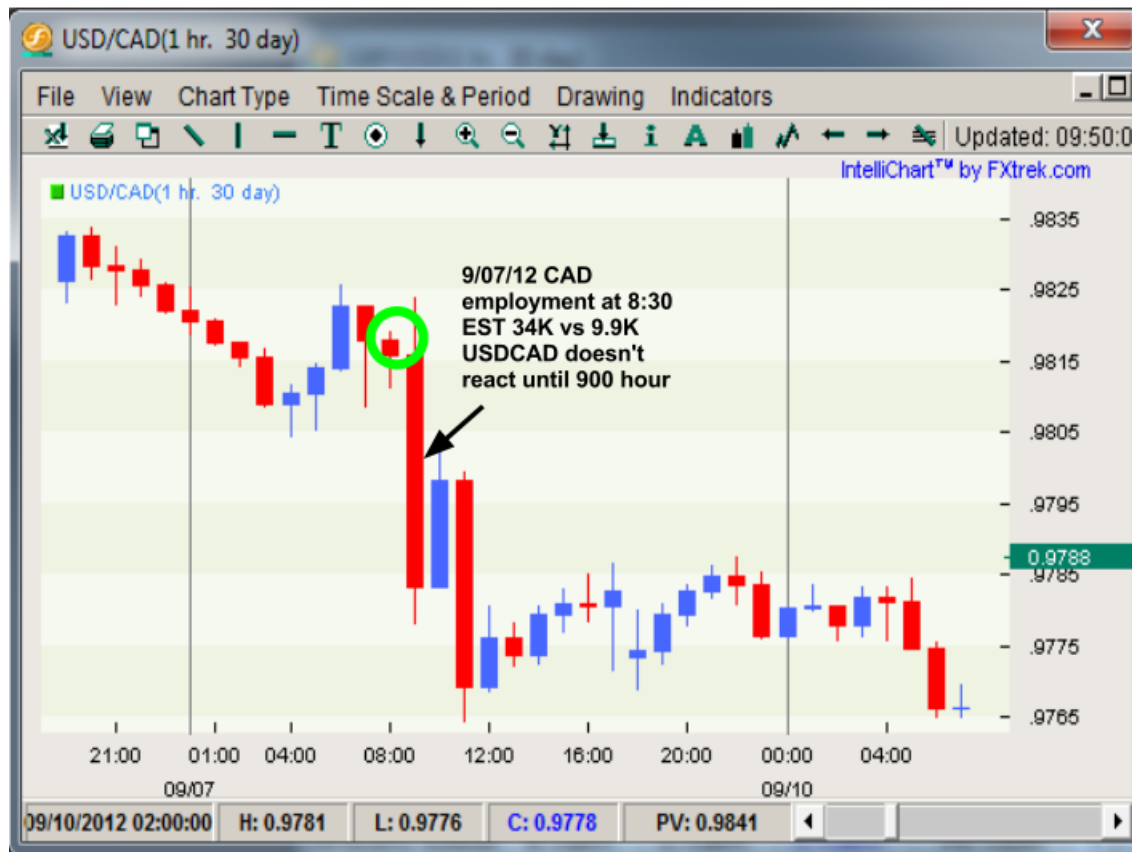 USD/CAD(1 hr.  30 day)
File View Chart Type Time Scale & Period Drawing Indicators
T i A Updated: 09:50:0
IntelliChart™ by FXtrek.com
USD/CAD(1 hr. 30 day)
.9835
9/07/12 CAD
employment at 8:30
EST 34K vs 9.9K
USDCAD doesn't
react until 900 hour
.9825
.9815
.9805
.9795
0.9788
.9785
.9775
.9765
21:00 01:00 04:00 08:00 12:00 16:00 20:00 00:00 04:00
09/07 09/10
09/10/2012 02:00:00 H: 0.9781 L: 0.9776 C: 0.9778 PV: 0.9841